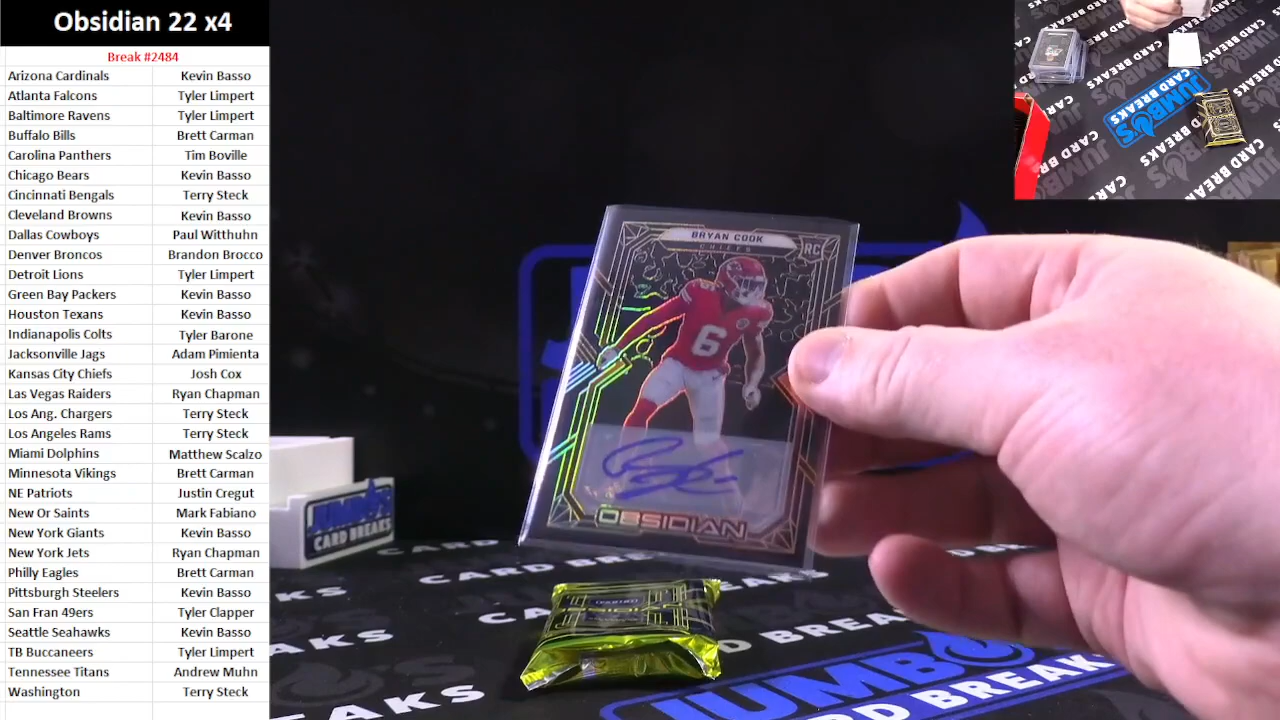 Obsidian 22 x4
Break #2484
Arizona Cardinals Kevin Basso
Atlanta Falcons Tyler Limpert
Baltimore Ravens Tyler Limpert
Buffalo Bills Brett Carman
Carolina Panthers Tim Boville
Chicago Bears Kevin Basso
Cincinnati Bengals Terry Steck
Cleveland Browns Kevin Basso
Dallas Cowboys Paul Witthuhn
Denver Broncos Brandon Brocco
Detroit Lions Tyler Limpert
Green Bay Packers Kevin Basso
Houston Texans Kevin Basso
Indianapolis Colts Tyler Barone
Jacksonville Jags Adam Pimienta
Kansas City Chiefs Josh Cox
Las Vegas Raiders Ryan Chapman
Los Ang. Chargers Terry Steck
Los Angeles Rams Terry Steck
Miami Dolphins Matthew Scalzo
Minnesota Vikings Brett Carman
NE Patriots Justin Cregut
New Or Saints Mark Fabiano
New York Giants Kevin Basso
New York Jets Ryan Chapman
Philly Eagles Brett Carman
Pittsburgh Steelers Kevin Basso
San Fran 49ers Tyler Clapper
Seattle Seahawks Kevin Basso
TB Buccaneers Tyler Limpert
Tennessee Titans Andrew Muhn
Washington Terry Steck
BRYAN COOK
CHIEFS
RC
6
OBSIDIAN
JUMBO'S
CARD BREAKS
JUMBO'S
CARD BREAKS
CARD BREAKS
JUMBO
CARD BREAKS